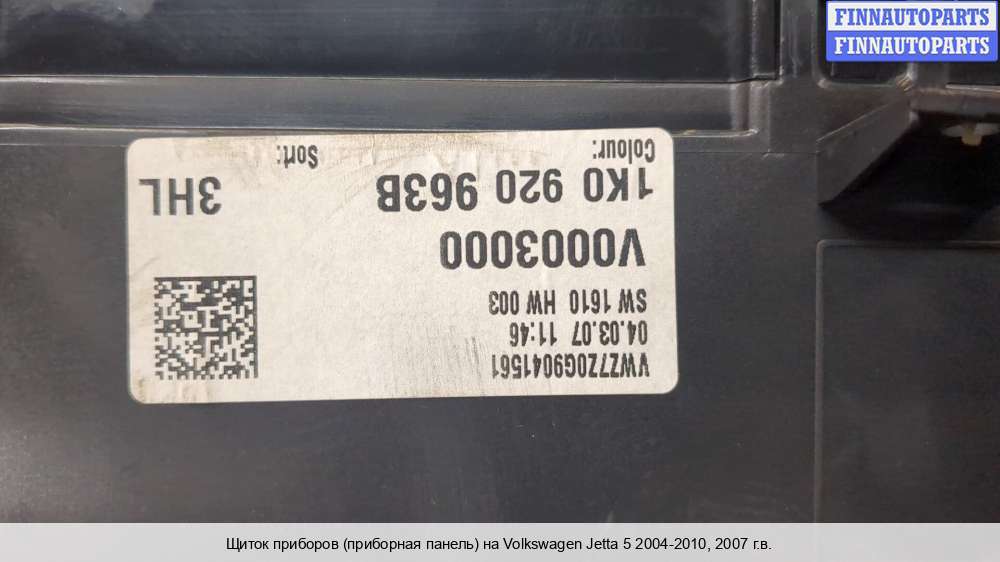 FINNAUTOPARTS
FINNAUTOPARTS
VWZ7Z0G9041561
04.03.07 11:46
SW 1610 HW 003
V0003000
1K0 920 963B 3HL
Colour: Sort:
Щиток приборов (приборная панель) на Volkswagen Jetta 5 2004-2010, 2007 г.в.